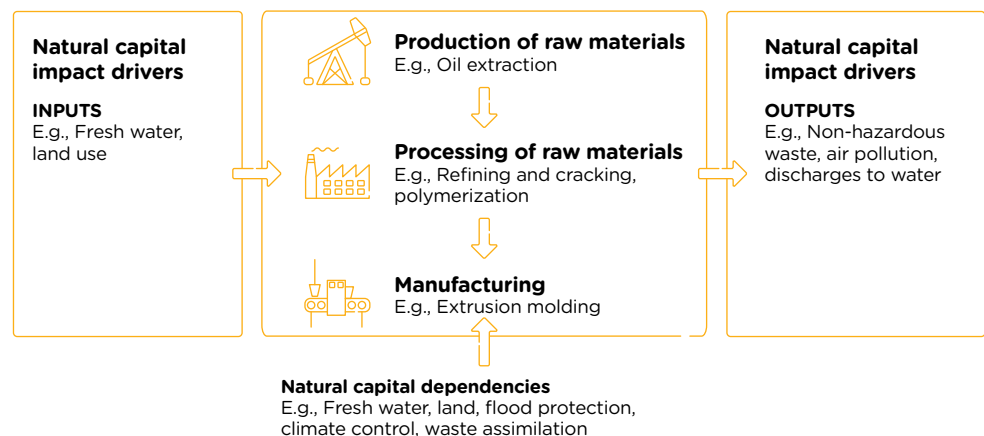 Natural capital
impact drivers
INPUTS
E.g., Fresh water,
land use
Production of raw materials
E.g., Oil extraction
Processing of raw materials
E.g., Refining and cracking,
polymerization
Manufacturing
E.g., Extrusion molding
Natural capital
impact drivers
OUTPUTS
E.g., Non-hazardous
waste, air pollution,
discharges to water
Natural capital dependencies
E.g., Fresh water, land, flood protection,
climate control, waste assimilation